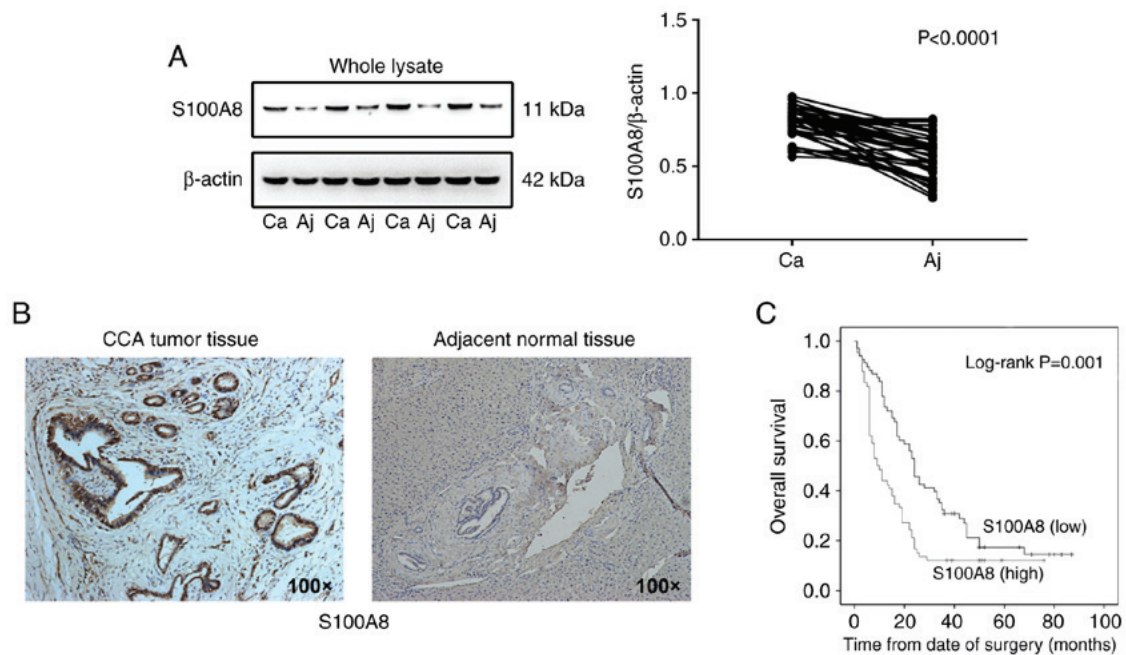 A
Whole lysate
S100A8
11 kDa
β-actin
42 kDa
Ca Aj Ca Aj Ca Aj Ca Aj
P<0.0001
S100A8/β-actin
1.5
1.0
0.5
0.0
Ca Aj
B
CCA tumor tissue
Adjacent normal tissue
100×
100×
S100A8
C
Log-rank P=0.001
Overall survival
1.0
0.8
0.6
0.4
0.2
0.0
S100A8 (low)
S100A8 (high)
0 20 40 60 80 100
Time from date of surgery (months)